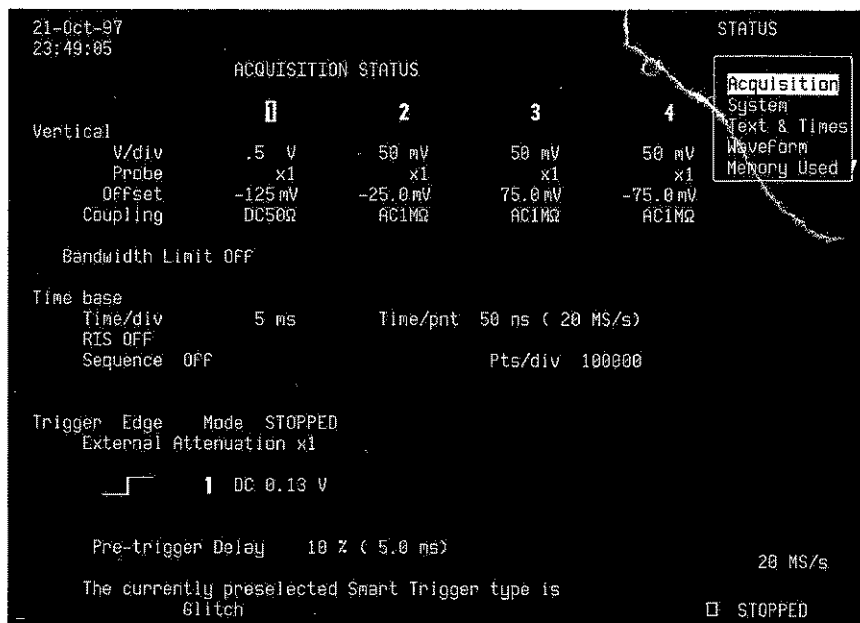 21-Oct-97
23:49:05
STATUS
ACQUISITION STATUS
Acquisition
System
Text & Times
Waveform
Memory Used
1 2 3 4
Vertical
V/div .5 V 50 mV 50 mV 50 mV
Probe x1 x1 x1 x1
Offset -125 mV -25.0 mV 75.0 mV -75.0 mV
Coupling DC50Ω AC1MΩ AC1MΩ AC1MΩ
Bandwidth Limit Off
Time base
Time/div 5 ms Time/pnt 50 ns ( 20 MS/s)
RIS OFF
Sequence Off Pts/div 100000
Trigger Edge Mode STOPPED
External Attenuation x1
1 DC 0.13 V
Pre-trigger Delay 10 % ( 5.0 ms)
20 MS/s
The currently preselected Smart Trigger type is
Glitch
STOPPED